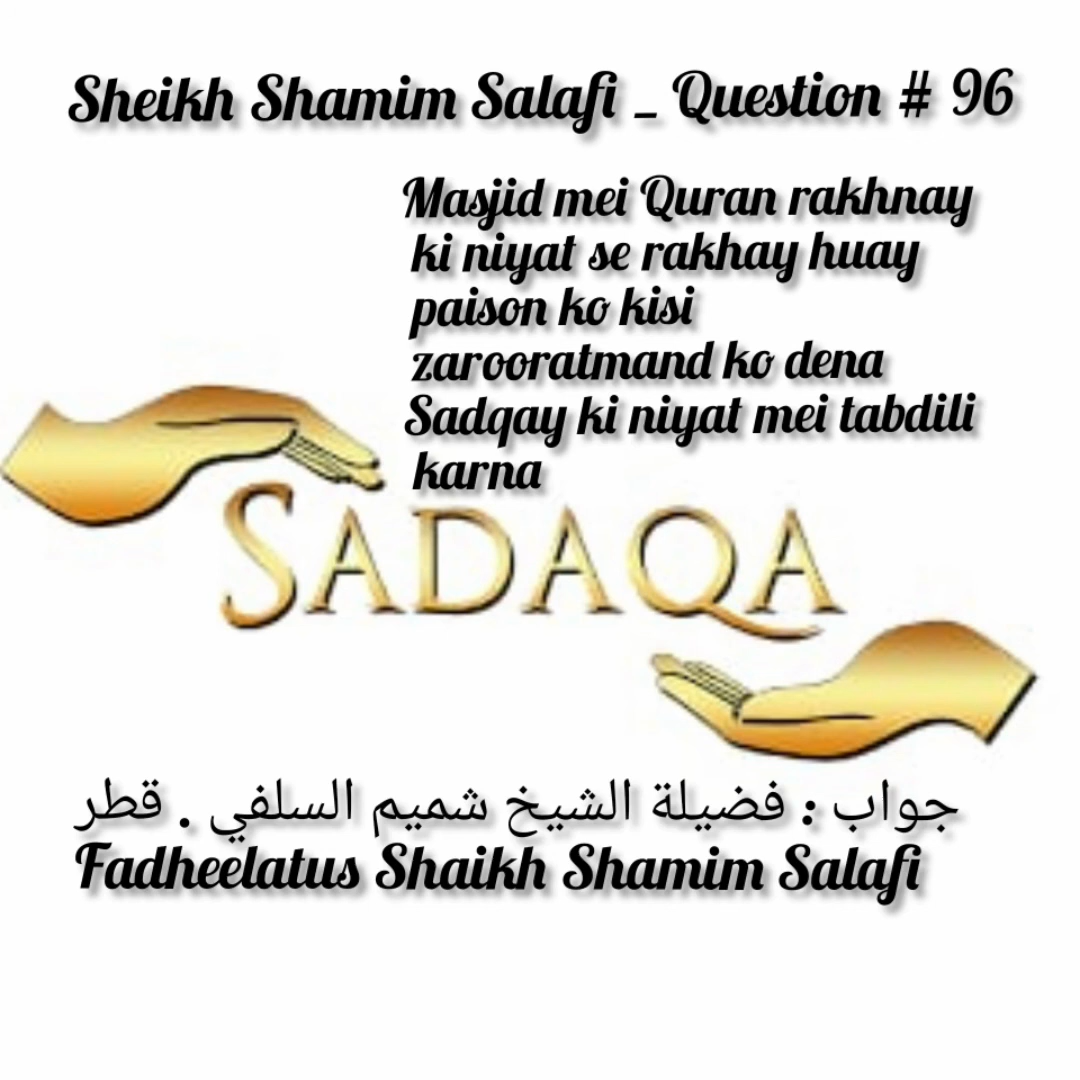 Sheikh Shamim Salafi _ Question # 96
Masjid mei Quran rakhnay
ki niyat se rakhay huay
paison ko kisi
zarooratmand ko dena
Sadqay ki niyat mei tabdili
karna
SADAQA
جواب : فضيلة الشيخ شميم السلفي . قطر
Fadheelatus Shaikh Shamim Salafi